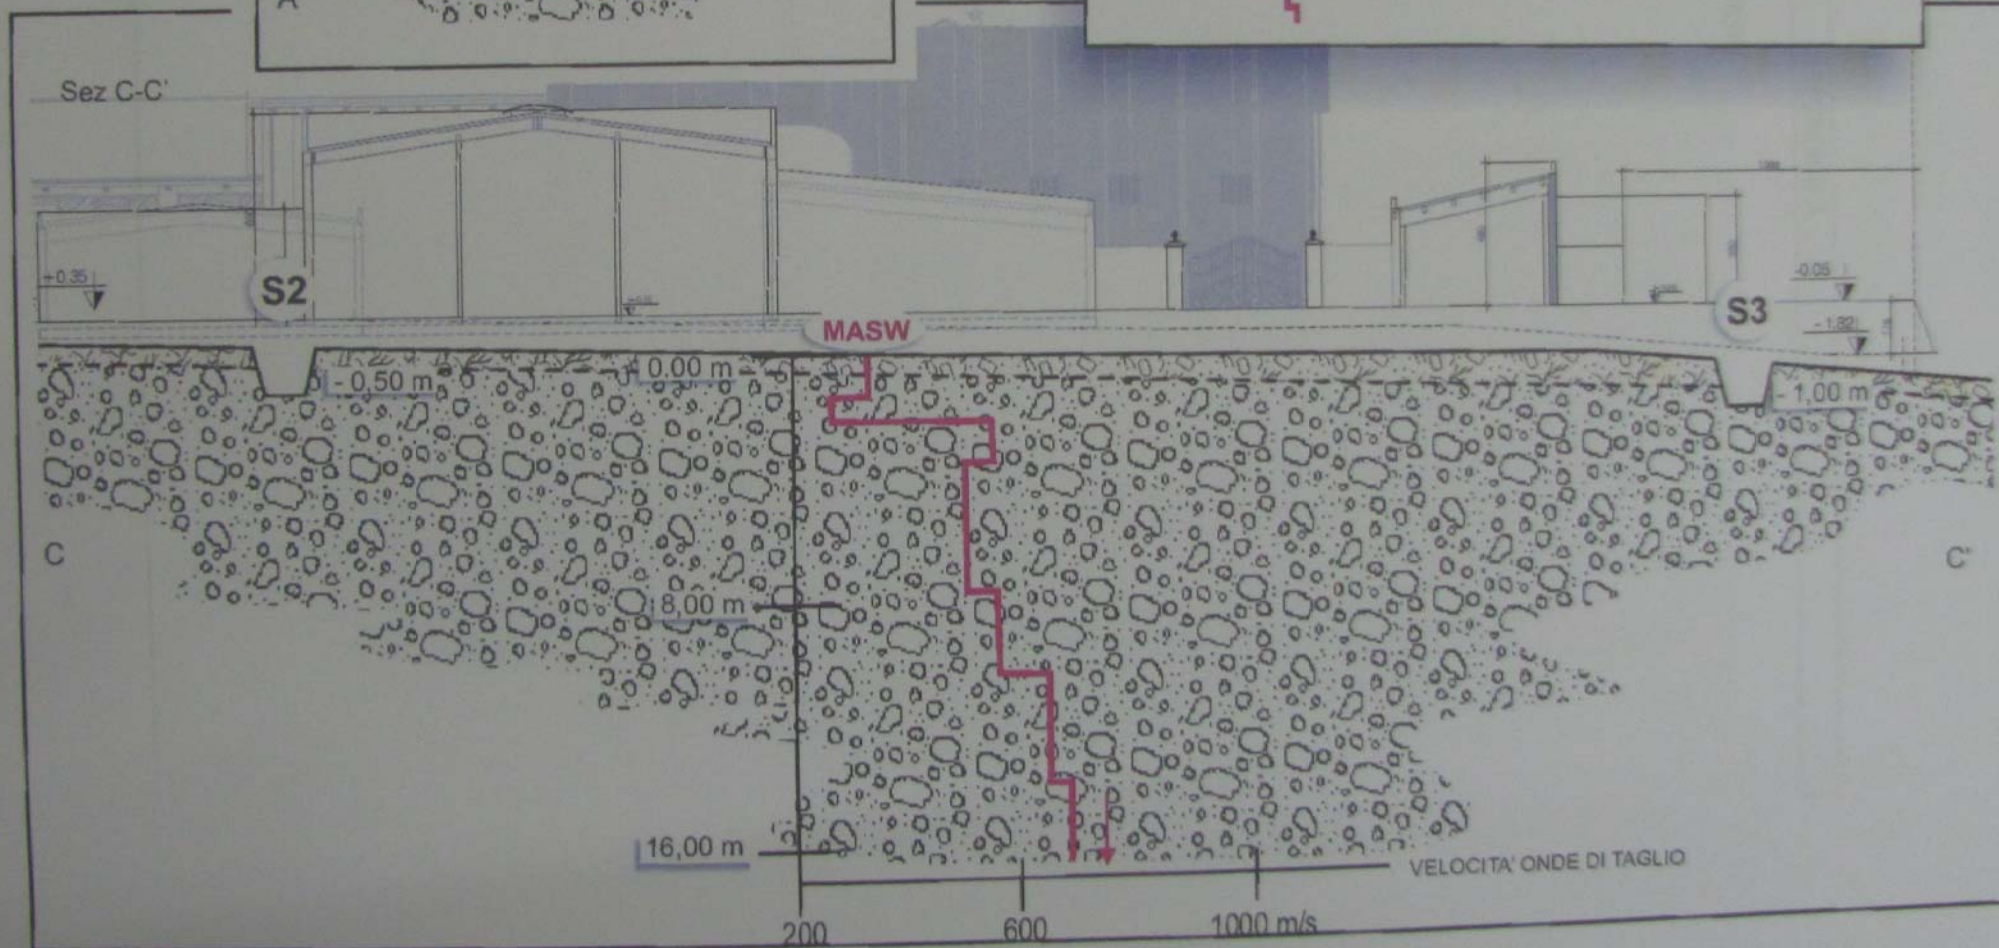 A
Sez C-C'
+0.35
S2
-0.05
S3
-1,82
MASW
0.00 m
- 0,50 m
- 1,00 m
C
C'
8,00 m
16,00 m
VELOCITA' ONDE DI TAGLIO
200
600
1000 m/s